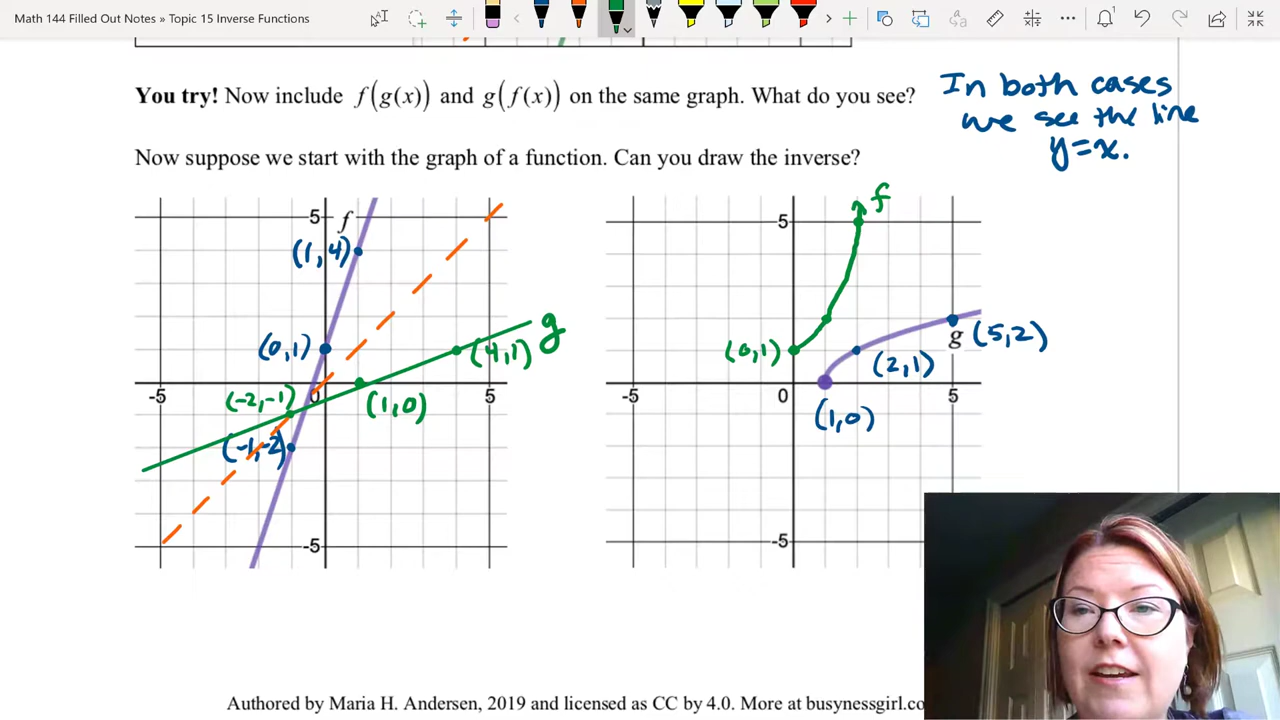 Math 144 Filled Out Notes » Topic 15 Inverse Functions
You try! Now include f(g(x)) and g(f(x)) on the same graph. What do you see?
In both cases
we see the line
y=x.
Now suppose we start with the graph of a function. Can you draw the inverse?
5 f
(1,4)
(0,1)
g
(4,1)
-5 0 5
(-2,-1)
(1,0)
(-1,-2)
-5
f
5
(0,1)
g (5,2)
(2,1)
-5 0 5
(1,0)
-5
Authored by Maria H. Andersen, 2019 and licensed as CC by 4.0. More at busynessgirl.co